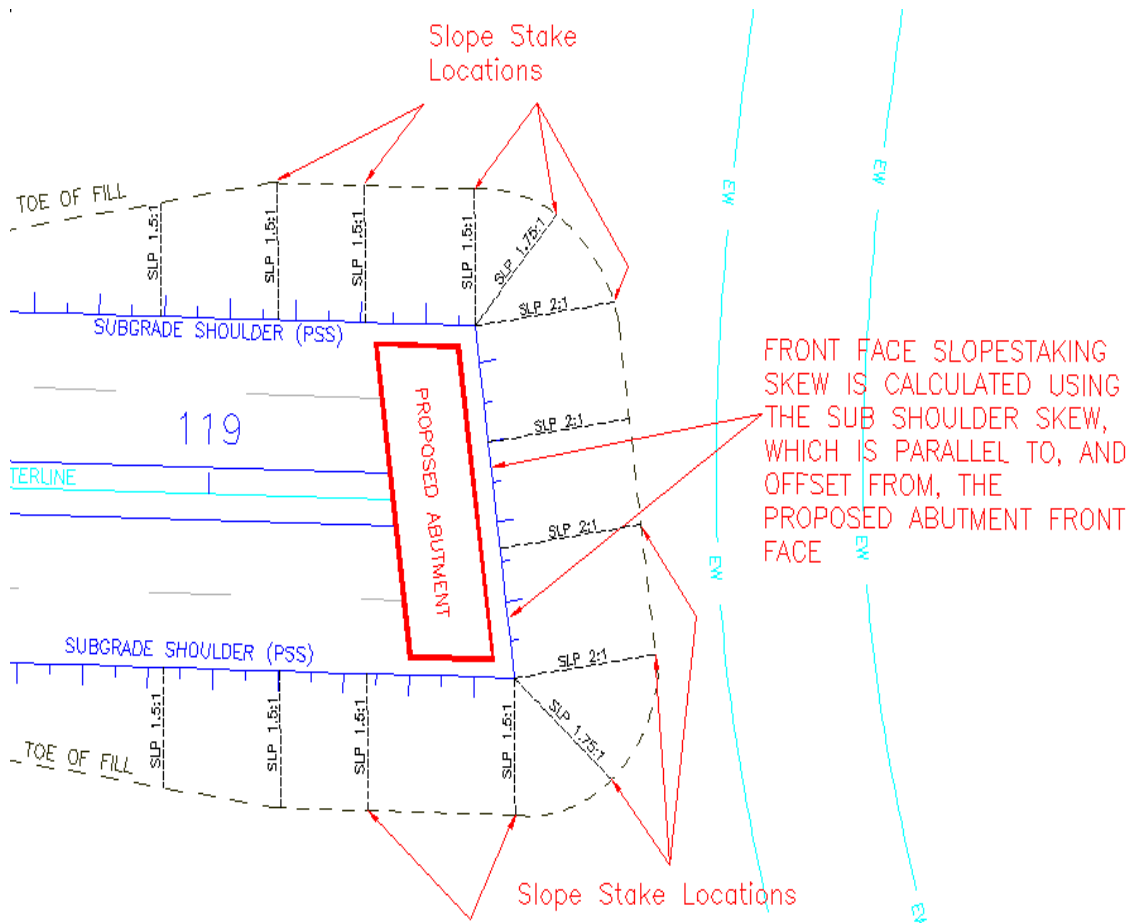 Slope Stake
Locations
EW
EW
TOE OF FILL
SLP 1.5:1
SLP 1.5:1
SLP 1.5:1
SLP 1.5:1
SLP 1.75:1
SLP 2:1
SUBGRADE SHOULDER (PSS)
FRONT FACE SLOPESTAKING
SKEW IS CALCULATED USING
THE SUB SHOULDER SKEW,
WHICH IS PARALLEL TO, AND
OFFSET FROM, THE
PROPOSED ABUTMENT FRONT
FACE
119
PROPOSED ABUTMENT
SLP 2:1
TERLINE
SLP 2:1
EW
EW
SUBGRADE SHOULDER (PSS)
SLP 2:1
SLP 1.5:1
SLP 1.5:1
SLP 1.5:1
SLP 1.5:1
SLP 1.75:1
TOE OF FILL
EW
Slope Stake Locations